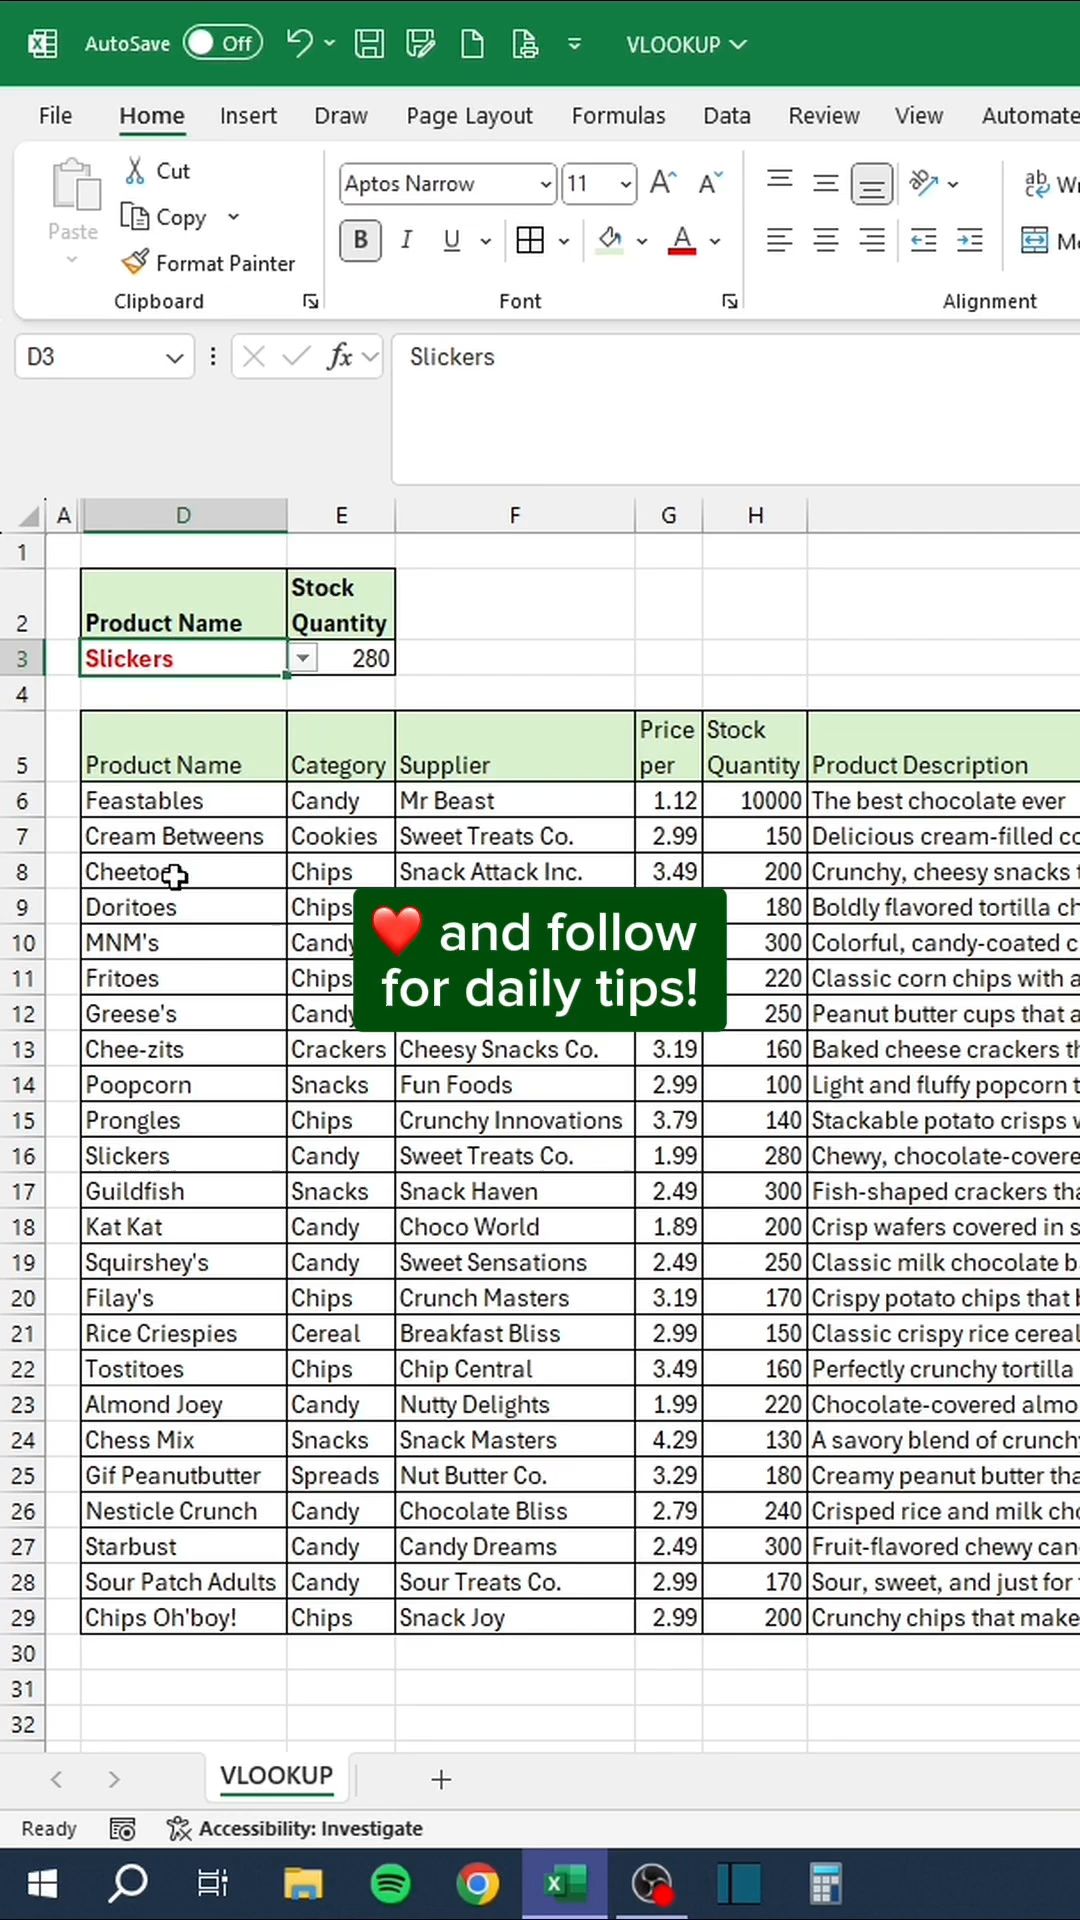 AutoSave Off VLOOKUP
File Home Insert Draw Page Layout Formulas Data Review View Automate
Paste
Cut
Copy
Format Painter
Clipboard
Aptos Narrow 11 A A
B I U A
Font
ab
Alignment
D3 fx Slickers
A D E F G H
1
2 Product Name Stock Quantity
3 Slickers 280
4
5 Product Name Category Supplier Price per Stock Quantity Product Description
6 Feastables Candy Mr Beast 1.12 10000 The best chocolate ever
7 Cream Betweens Cookies Sweet Treats Co. 2.99 150 Delicious cream-filled
8 Chips Snack Attack Inc. 3.49 200 Crunchy, cheesy snacks
9 Doritoes Chips 180 Boldly flavored tortilla
10 MNM's Candy 300 Colorful, candy-coated
11 Fritoes Chips 220 Classic corn chips with
12 Greese's Candy 250 Peanut butter cups that
❤️ and follow
for daily tips!
13 Chee-zits Crackers Cheesy Snacks Co. 3.19 160 Baked cheese crackers
14 Poopcorn Snacks Fun Foods 2.99 100 Light and fluffy popcorn
15 Prongles Chips Crunchy Innovations 3.79 140 Stackable potato crisps
16 Slickers Candy Sweet Treats Co. 1.99 280 Chewy,
17 Guildfish Snacks Snack Haven 2.49 300 Fish-shaped crackers
18 Kat Kat Candy Choco World 1.89 200 Crisp wafers covered in
19 Squirshey's Candy Sweet Sensations 2.49 250 Classic milk chocolate
20 Filay's Chips Crunch Masters 3.19 170 Crispy potato chips that
21 Rice Criespies Cereal Breakfast Bliss 2.99 150 Classic crispy rice cereal
22 Tostitoes Chips Chip Central 3.49 160 Perfectly crunchy tortilla
23 Almond Joey Candy Nutty Delights 1.99 220 Chocolate-covered
24 Chess Mix Snacks Snack Masters 4.29 130 A savory blend of
25 Gif Peanutbutter Spreads Nut Butter Co. 3.29 180 Creamy peanut butter
26 Nesticle Crunch Candy Chocolate Bliss 2.79 240 Crisped rice and milk
27 Starbust Candy Candy Dreams 2.49 300 Fruit-flavored chewy
28 Sour Patch Adults Candy Sour Treats Co. 2.99 170 Sour, sweet, and just for
29 Chips Oh'boy! Chips Snack Joy 2.99 200 Crunchy chips that make
30
31
32
VLOOKUP
Ready Accessibility: Investigate